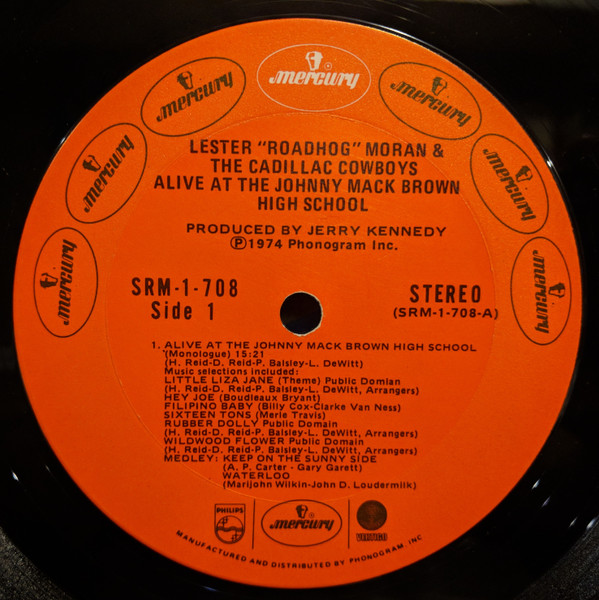 mercury
mercury
mercury
mercury
mercury
mercury
mercury
LESTER "ROADHOG" MORAN &
THE CADILLAC COWBOYS
ALIVE AT THE JOHNNY MACK BROWN
HIGH SCHOOL
PRODUCED BY JERRY KENNEDY
Ⓟ1974 Phonogram Inc.
SRM-1-708
Side 1
STEREO
(SRM-1-708-A)
1. ALIVE AT THE JOHNNY MACK BROWN HIGH SCHOOL
(Monologue) 15:21
(H. Reid-D. Reid-P. Balsley-L. DeWitt)
Music selections included:
LITTLE LIZA JANE (Theme) Public Domian
(H. Reid-D. Reid-P. Balsley-L. DeWitt, Arrangers)
HEY JOE (Boudleaux Bryant)
FILIPINO BABY (Billy Cox-Clarke Van Ness)
SIXTEEN TONS (Merle Travis)
RUBBER DOLLY Public Domain
(H. Reid-D. Reid-P. Balsley-L. DeWitt, Arrangers)
WILDWOOD FLOWER Public Domain
(H. Reid-D. Reid-P. Balsley-L. DeWitt, Arrangers)
MEDLEY: KEEP ON THE SUNNY SIDE
(A. P. Carter - Gary Garett)
WATERLOO
(Marijohn Wilkin-John D. Loudermilk)
PHILIPS
mercury
VERTIGO
MANUFACTURED AND DISTRIBUTED BY PHONOGRAM, INC